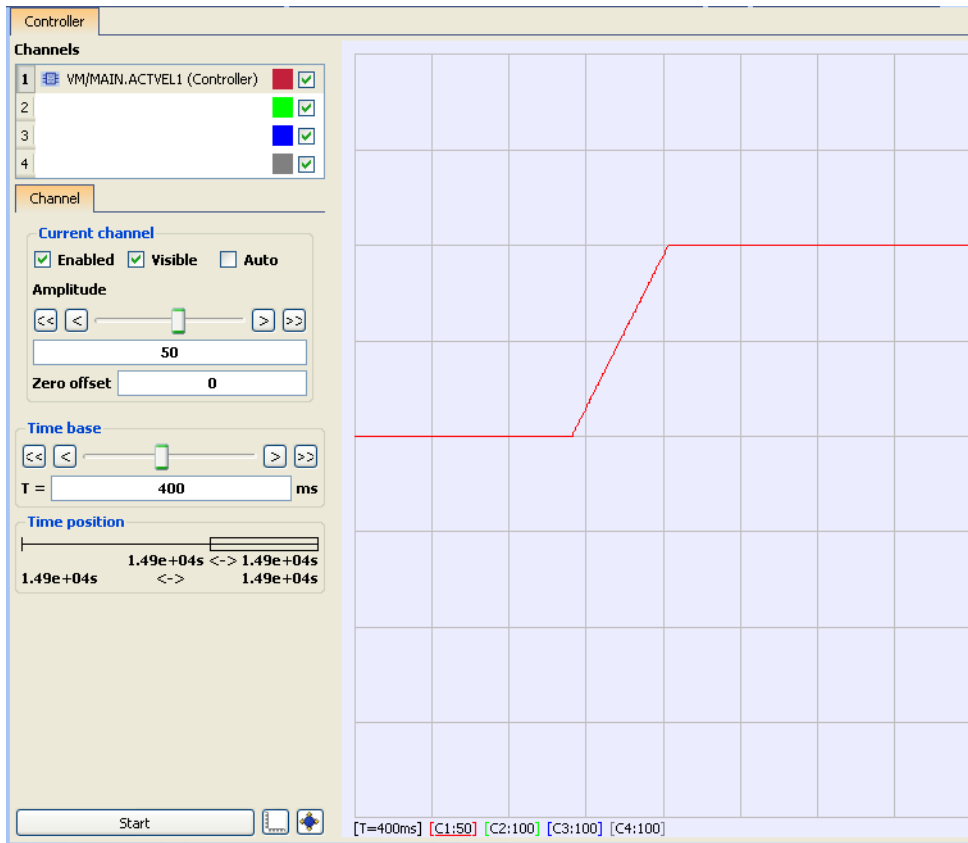 Controller
Channels
1 VM/MAIN.ACTVEL1 (Controller)
2
3
4
Channel
Current channel
Enabled Visible Auto
Amplitude
<< < > >>
50
Zero offset 0
Time base
<< < > >>
T = 400 ms
Time position
1.49e+04s <-> 1.49e+04s
1.49e+04s <-> 1.49e+04s
Start
[T=400ms] [C1:50] [C2:100] [C3:100] [C4:100]